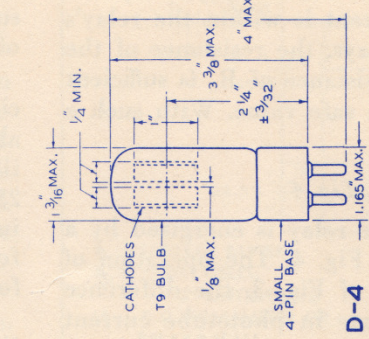 4" MAX.
3 3/8" MAX.
2 1/4"
± 3/32
1/4" MIN.
1"
1 3/16" MAX.
CATHODES
T9 BULB
1/8" MAX.
SMALL
4-PIN BASE
1.165" MAX.
D-4